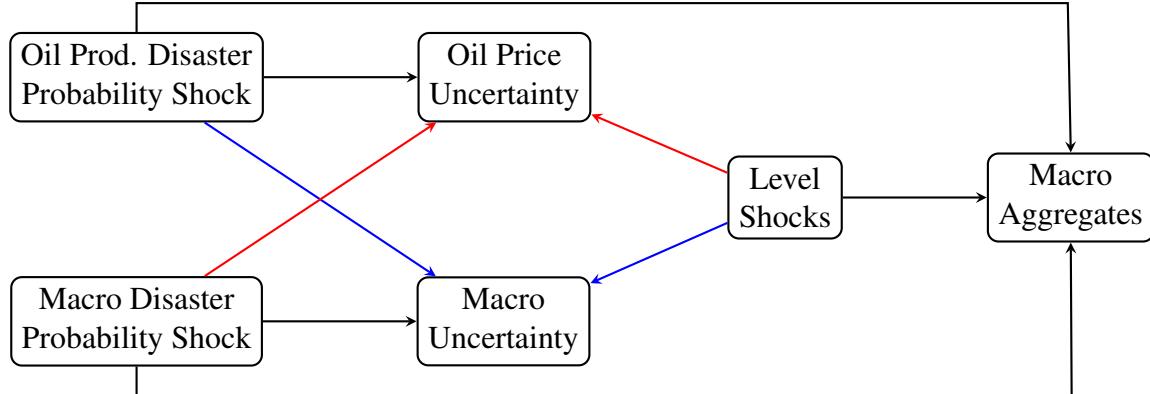 Oil Prod. Disaster
Probability Shock
Oil Price
Uncertainty
Level
Shocks
Macro
Aggregates
Macro Disaster
Probability Shock
Macro
Uncertainty